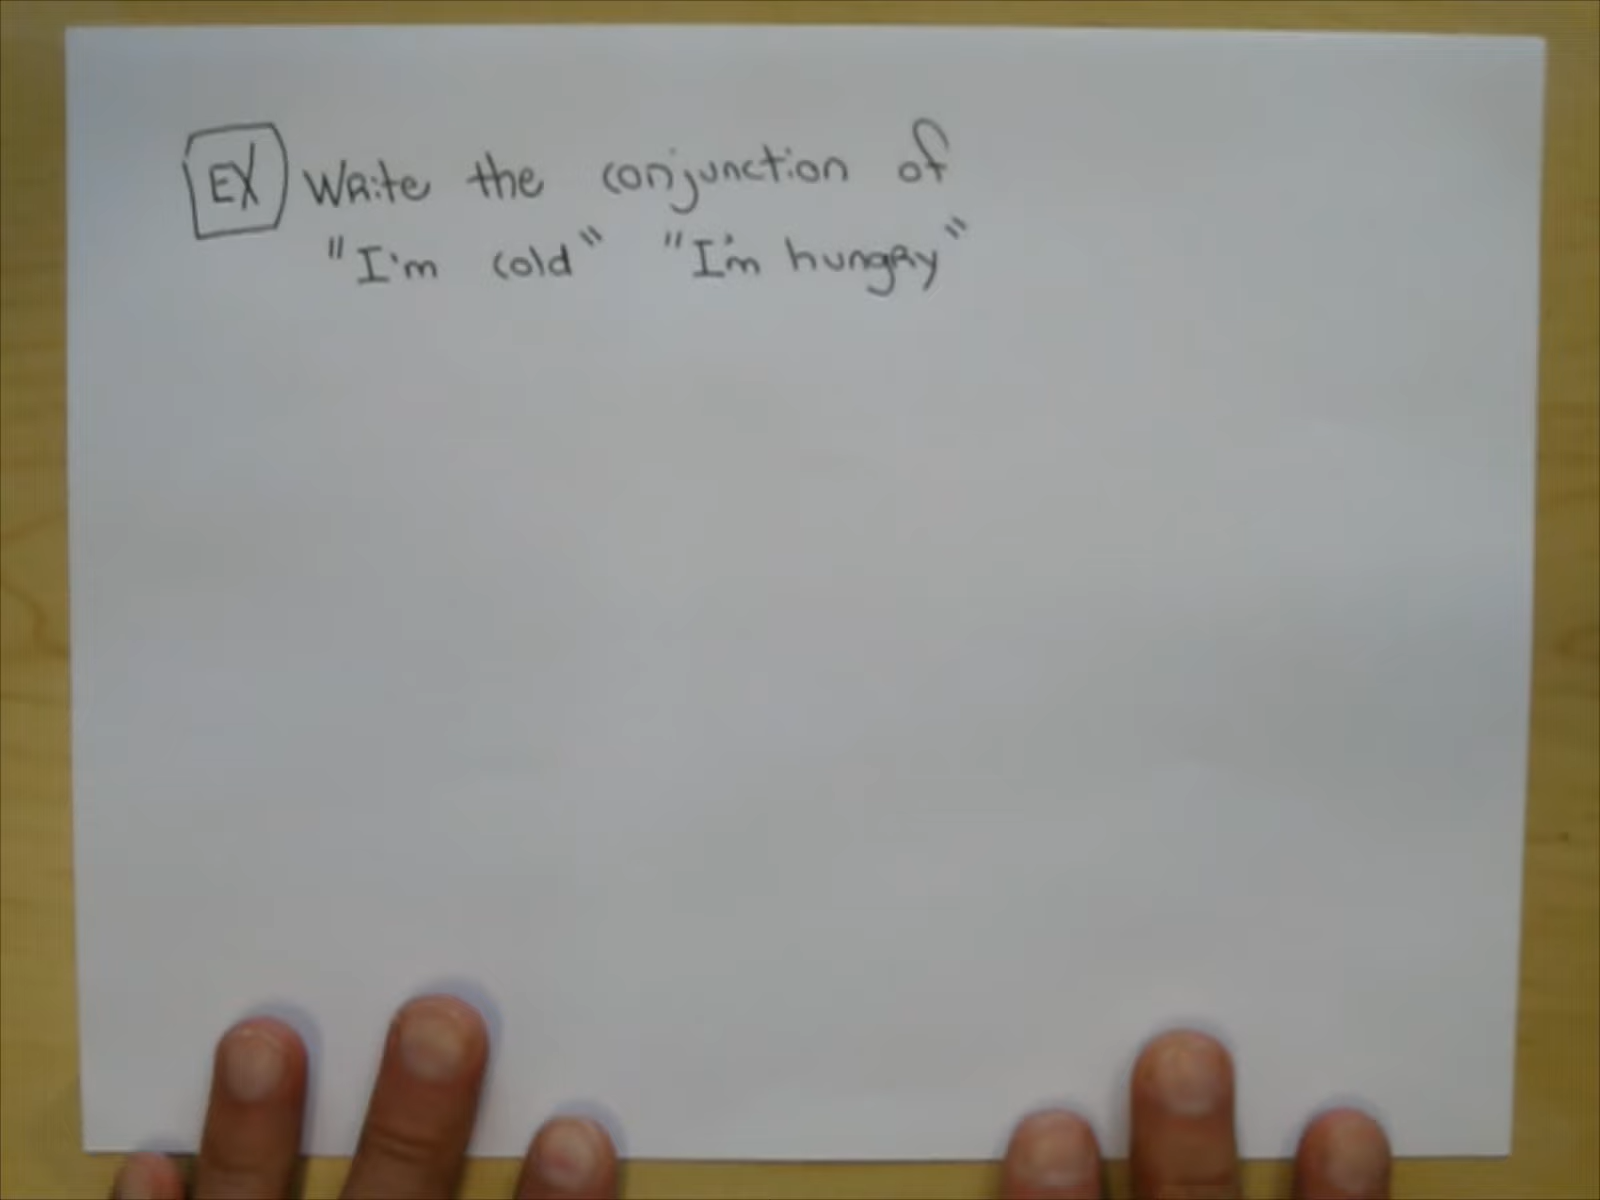 EX Write the conjunction of
"I'm cold" "I'm hungry"